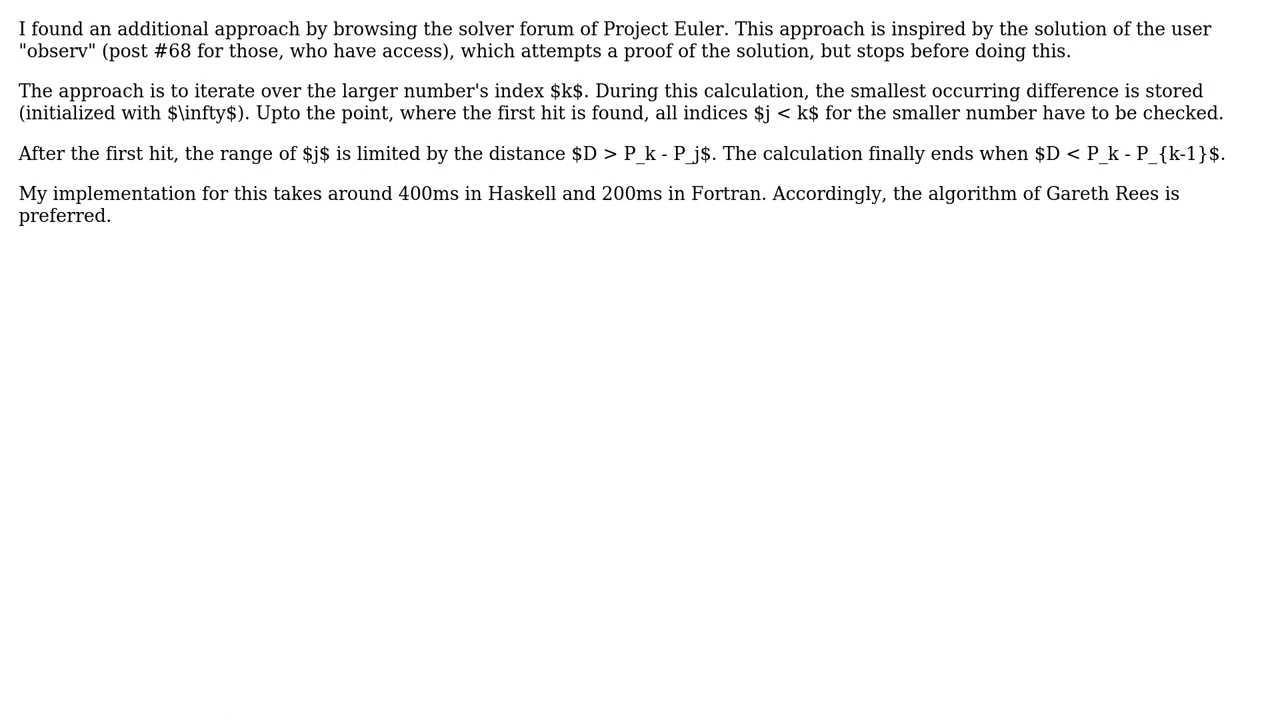 I found an additional approach by browsing the solver forum of Project Euler. This approach is inspired by the solution of the user
"observ" (post #68 for those, who have access), which attempts a proof of the solution, but stops before doing this.
The approach is to iterate over the larger number's index $k$. During this calculation, the smallest occurring difference is stored
(initialized with $\infty$). Upto the point, where the first hit is found, all indices $j < k$ for the smaller number have to be checked.
After the first hit, the range of $j$ is limited by the distance $D > P_k - P_j$. The calculation finally ends when $D < P_k - P_{k-1}$.
My implementation for this takes around 400ms in Haskell and 200ms in Fortran. Accordingly, the algorithm of Gareth Rees is
preferred.